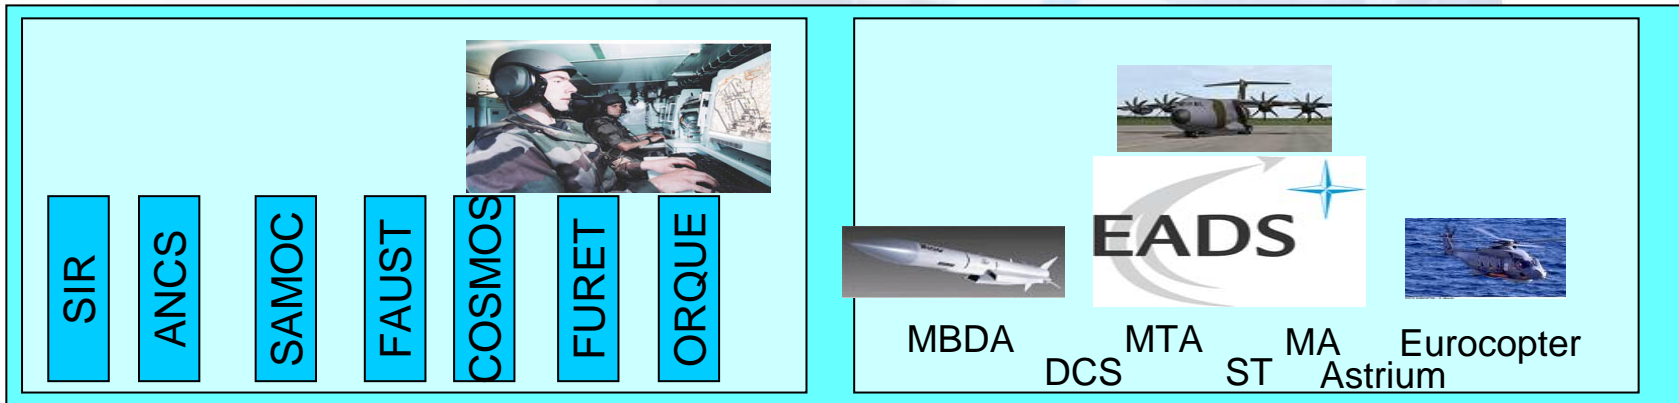 SIR
ANCS
SAMOC
FAUST
COSMOS
FURET
ORQUE
EADS
MBDA
MTA
MA
Eurocopter
DCS
ST
Astrium